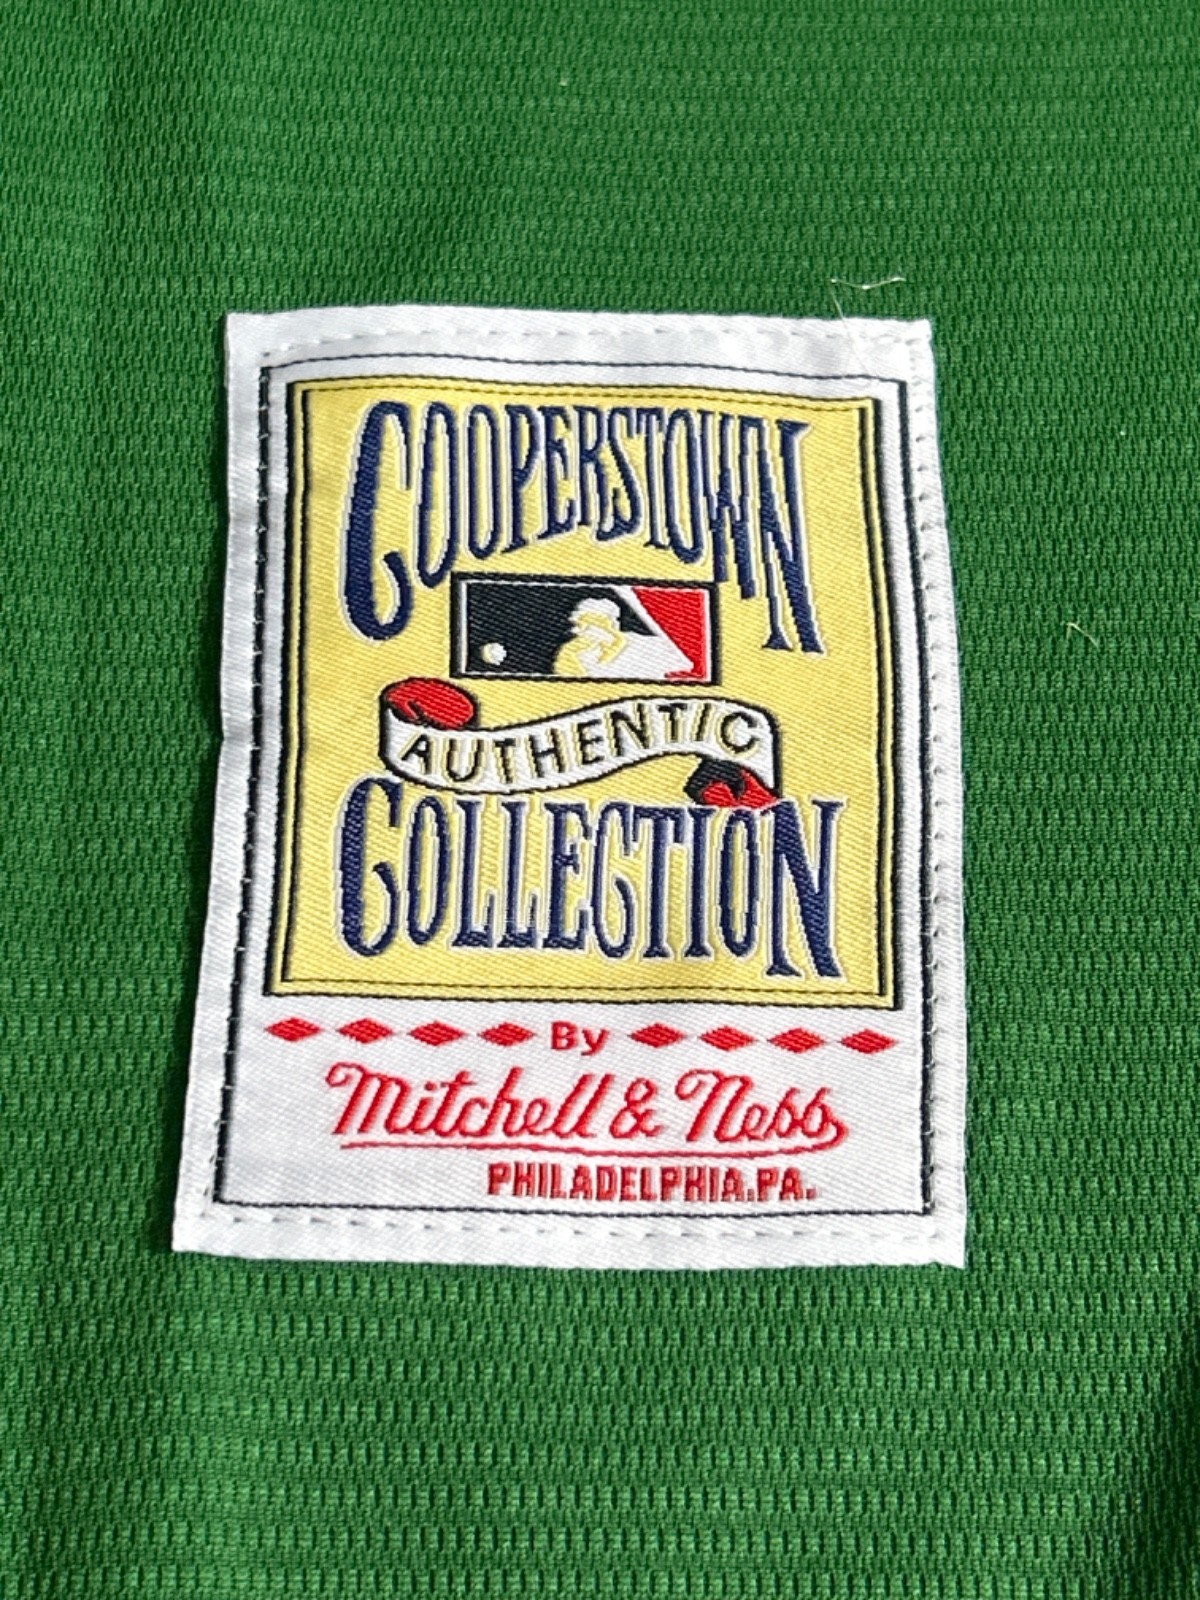 COOPERSTOWN
AUTHENTIC
COLLECTION
By
Mitchell & Ness
PHILADELPHIA.PA.